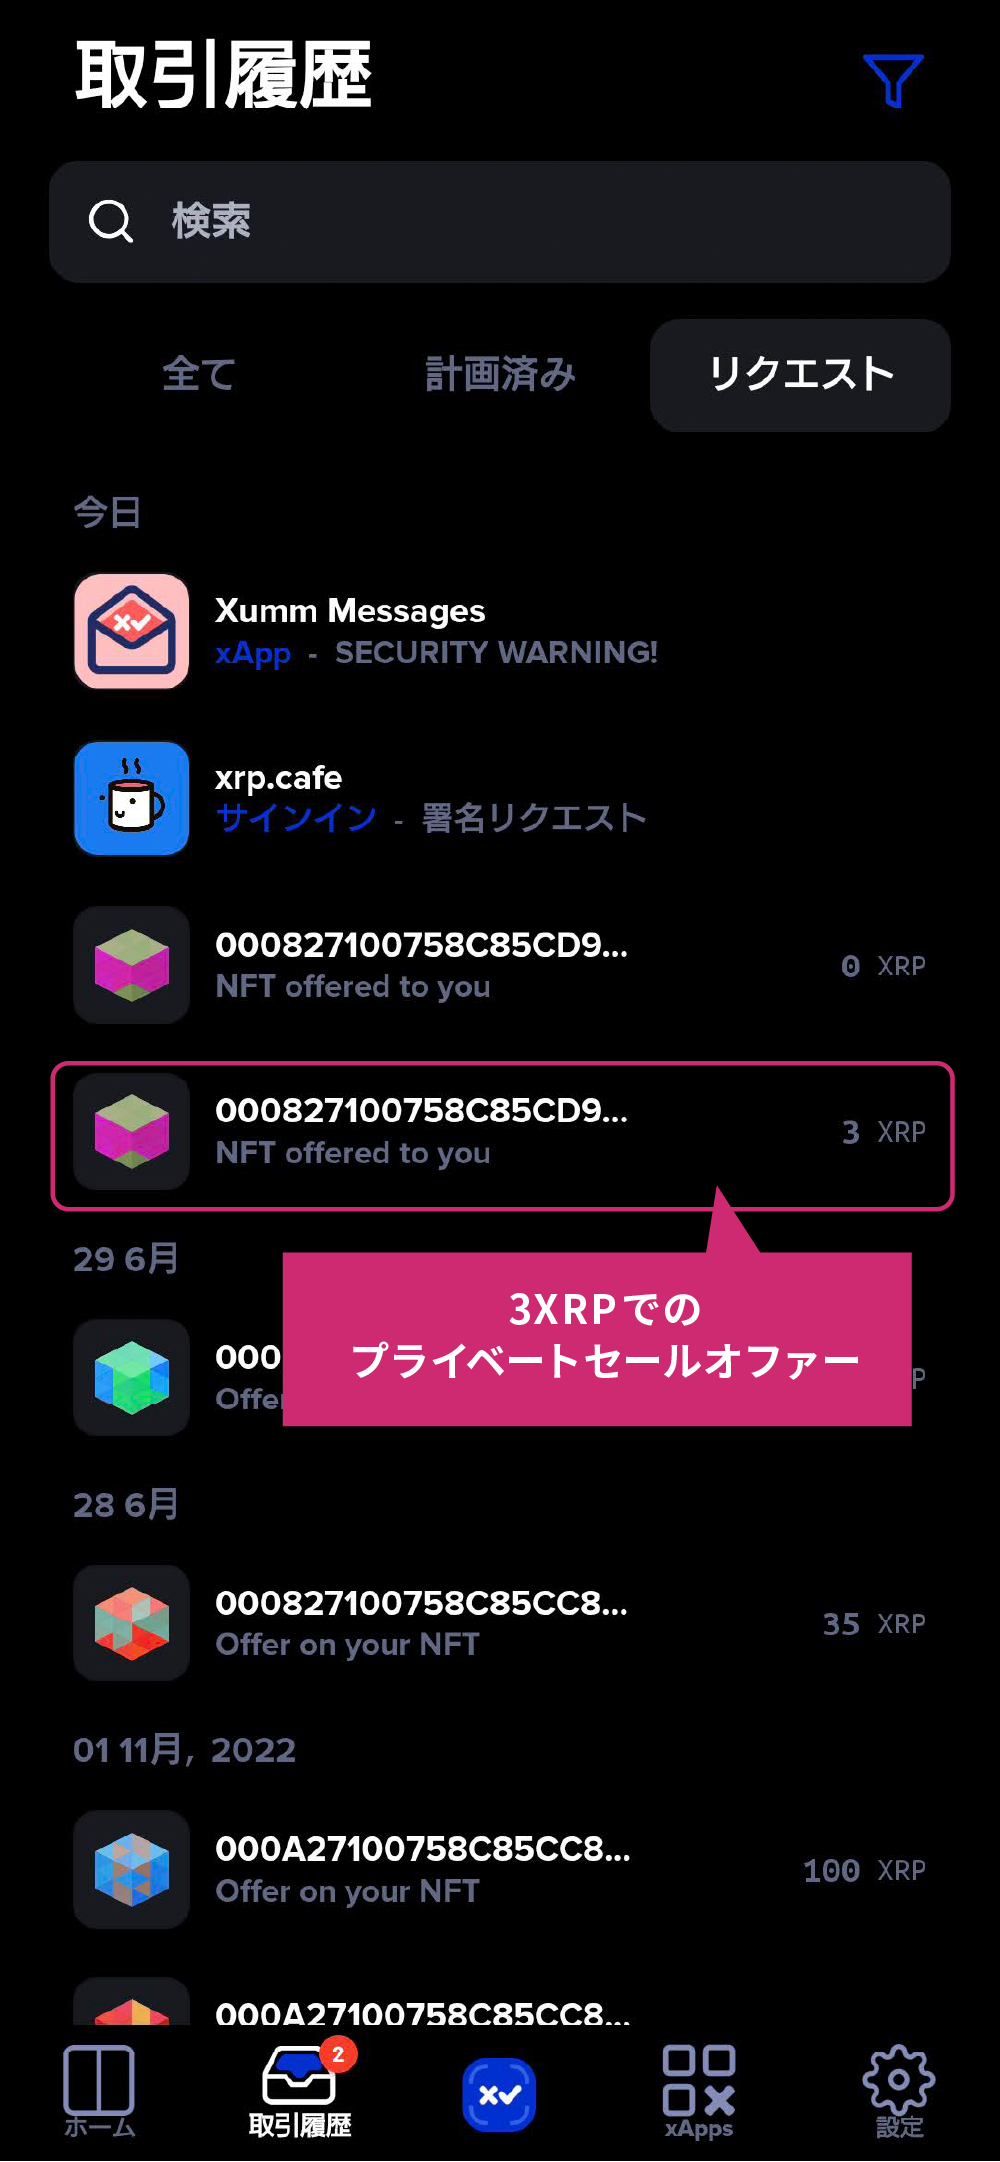 取引履歴
検索
全て 計画済み リクエスト
今日
Xumm Messages
xApp - SECURITY WARNING!
xrp.cafe
サインイン - 署名リクエスト
000827100758C85CD9...
NFT offered to you
0 XRP
000827100758C85CD9...
NFT offered to you
3 XRP
29 6月
3XRPでの
プライベートセールオファー
000
Offe
P
28 6月
000827100758C85CC8...
Offer on your NFT
35 XRP
01 11月, 2022
000A27100758C85CC8...
Offer on your NFT
100 XRP
000A27100758C85CC8...
2
ホーム 取引履歴 xApps 設定